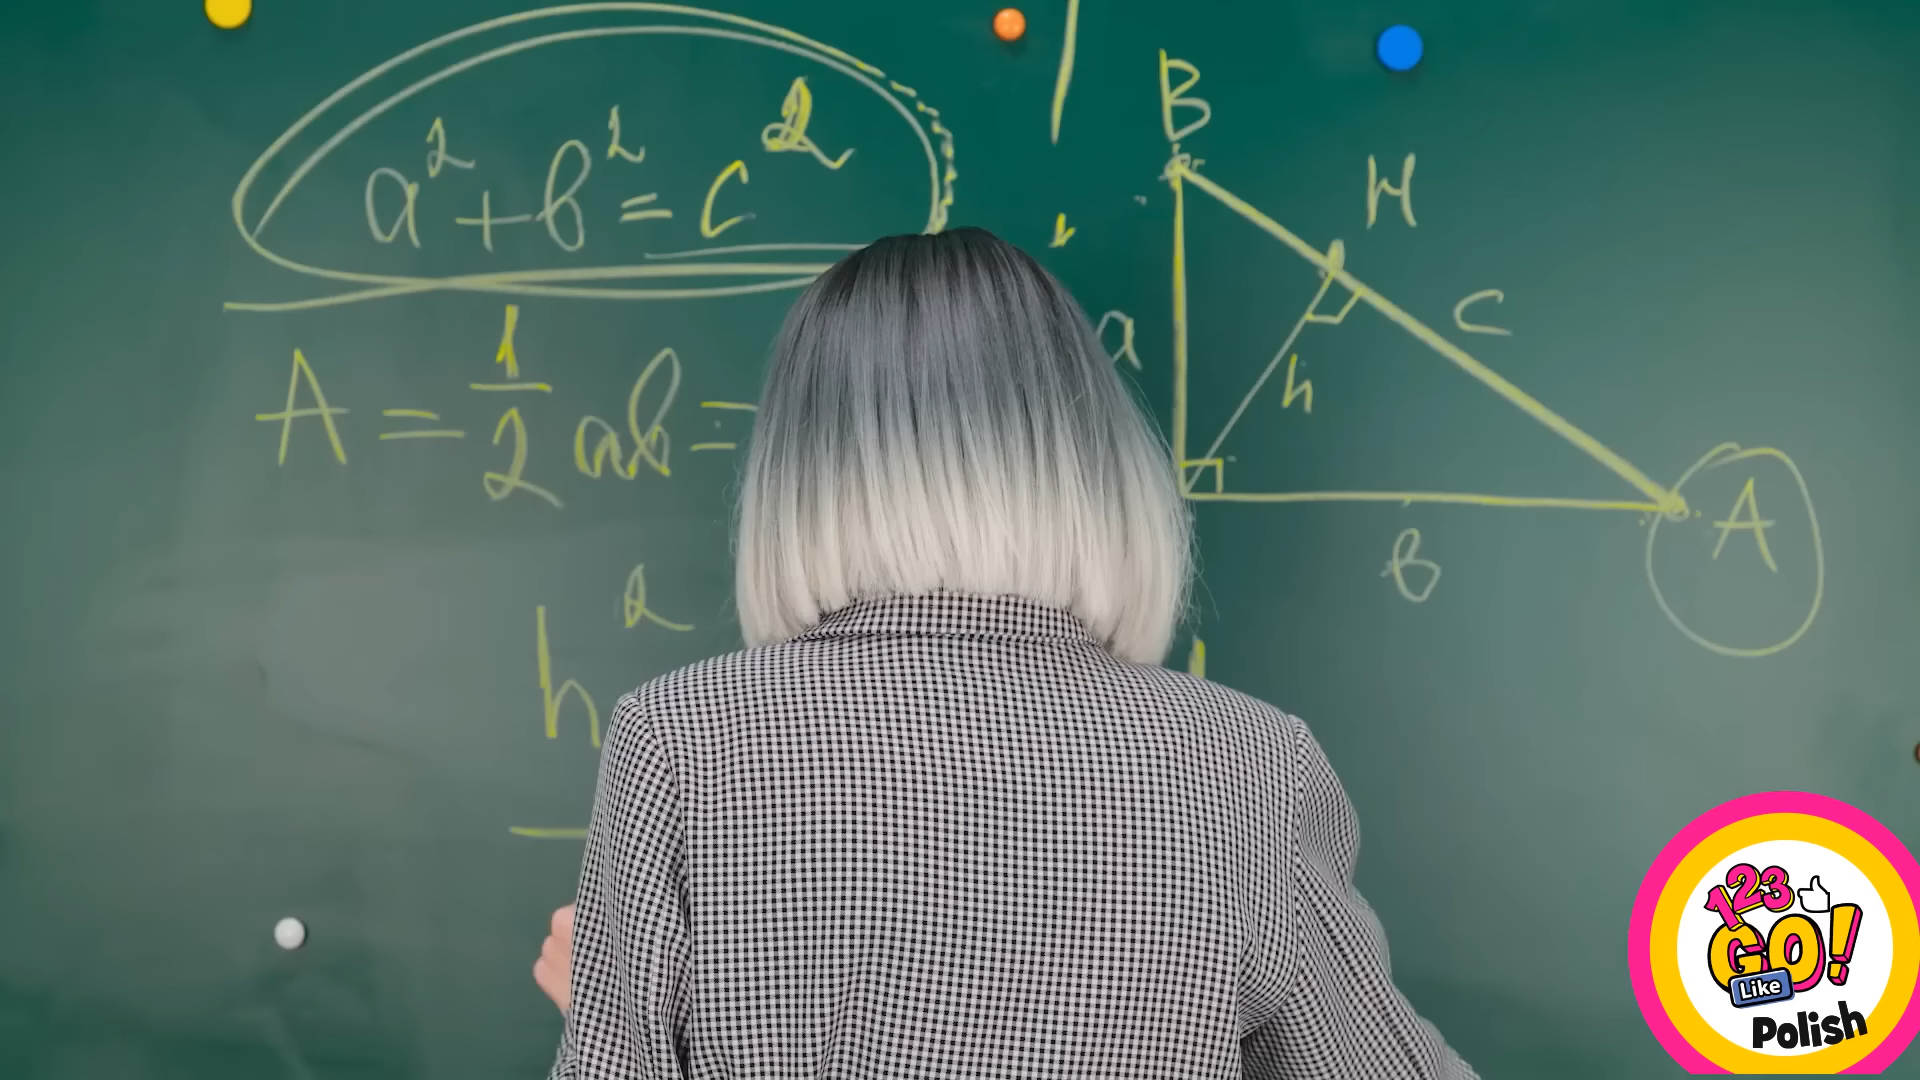 a² + b² = c²
A = 1/2 ab =
h²
B
H
a
c
h
b
A
123
GO!
Like
Polish